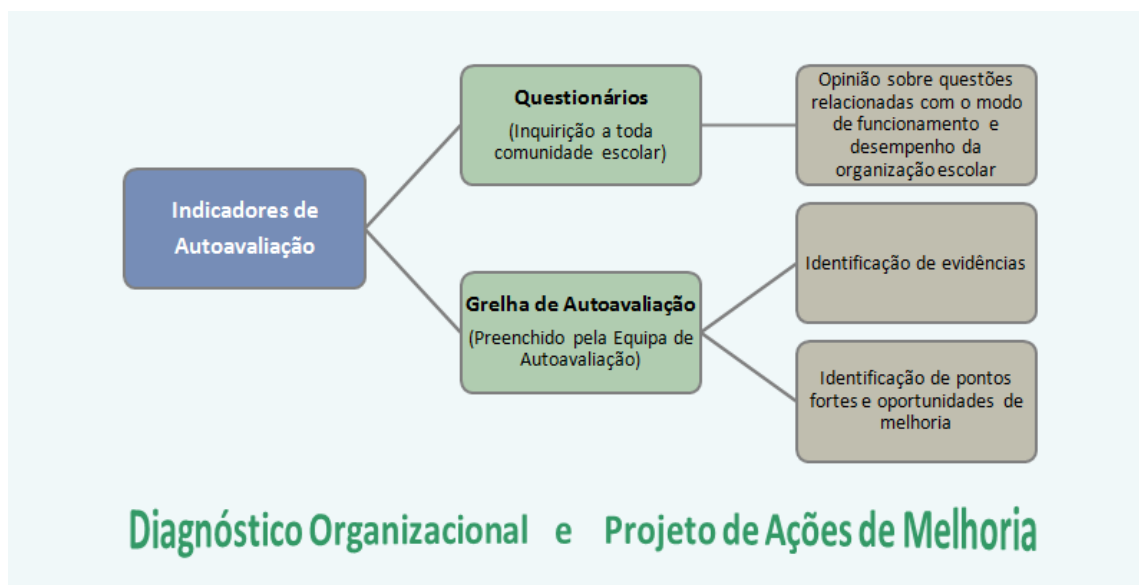 Indicadores de
Autoavaliação
Questionários
(Inquirição a toda
comunidade escolar)
Opinião sobre questões
relacionadas com o modo
de funcionamento e
desempenho da
organização escolar
Grelha de Autoavaliação
(Preenchido pela Equipa de
Autoavaliação)
Identificação de evidências
Identificação de pontos
fortes e oportunidades de
melhoria
Diagnóstico Organizacional e Projeto de Ações de Melhoria